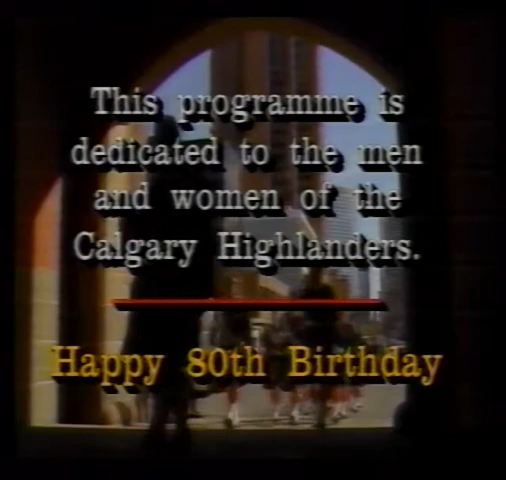 This programme is
dedicated to the men
and women of the
Calgary Highlanders.
Happy 80th Birthday